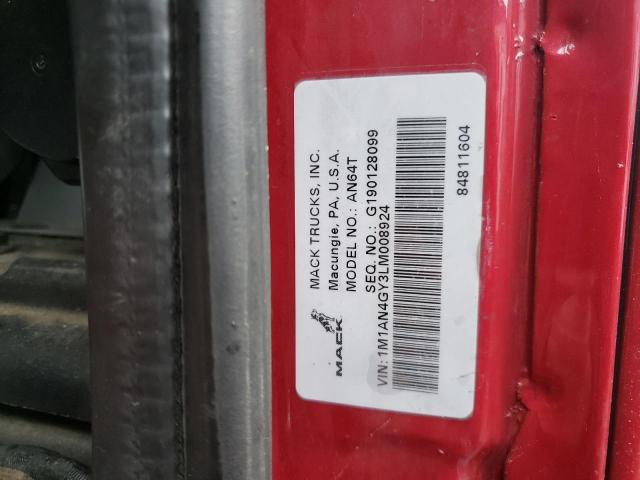 MACK TRUCKS, INC.
Macungie, PA, U.S.A.
MODEL NO.: AN64T
SEQ. NO.: G190128099
MACK
VIN: 1M1AN4GY3LM008924
84811604